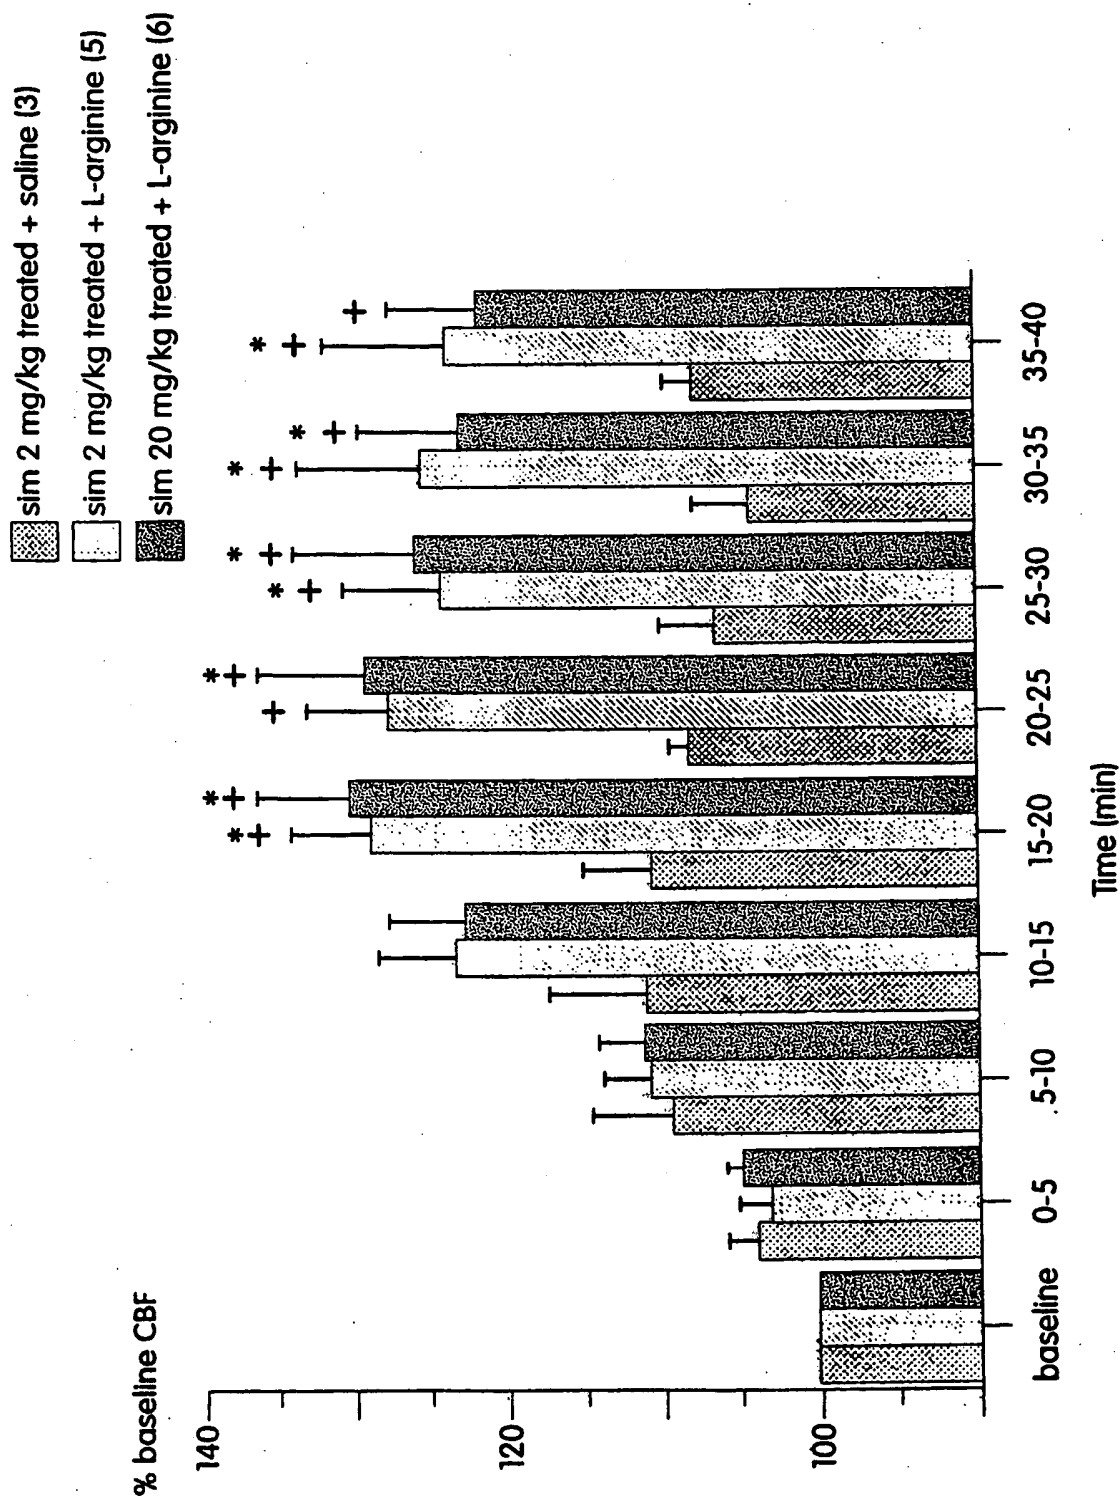 sim 2 mg/kg treated + saline (3)
sim 2 mg/kg treated + L-arginine (5)
sim 20 mg/kg treated + L-arginine (6)
% baseline CBF
140
120
100
* + * +
+ * +
* + * +
* + * +
* + +
baseline 0-5 5-10 10-15 15-20 20-25 25-30 30-35 35-40
Time (min)